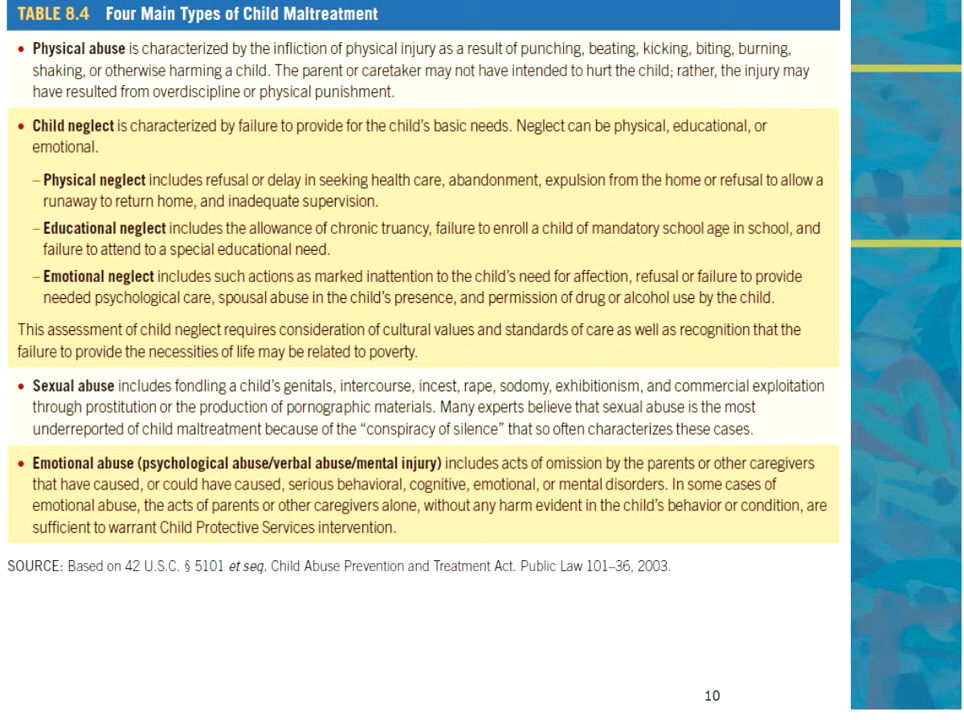 TABLE 8.4 Four Main Types of Child Maltreatment
• Physical abuse is characterized by the infliction of physical injury as a result of punching, beating, kicking, biting, burning,
shaking, or otherwise harming a child. The parent or caretaker may not have intended to hurt the child; rather, the injury may
have resulted from overdiscipline or physical punishment.
• Child neglect is characterized by failure to provide for the child's basic needs. Neglect can be physical, educational, or
emotional.
– Physical neglect includes refusal or delay in seeking health care, abandonment, expulsion from the home or refusal to allow a
runaway to return home, and inadequate supervision.
– Educational neglect includes the allowance of chronic truancy, failure to enroll a child of mandatory school age in school, and
failure to attend to a special educational need.
– Emotional neglect includes such actions as marked inattention to the child's need for affection, refusal or failure to provide
needed psychological care, spousal abuse in the child's presence, and permission of drug or alcohol use by the child.
This assessment of child neglect requires consideration of cultural values and standards of care as well as recognition that the
failure to provide the necessities of life may be related to poverty.
• Sexual abuse includes fondling a child's genitals, intercourse, incest, rape, sodomy, exhibitionism, and commercial exploitation
through prostitution or the production of pornographic materials. Many experts believe that sexual abuse is the most
underreported of child maltreatment because of the "conspiracy of silence" that so often characterizes these cases.
• Emotional abuse (psychological abuse/verbal abuse/mental injury) includes acts of omission by the parents or other caregivers
that have caused, or could have caused, serious behavioral, cognitive, emotional, or mental disorders. In some cases of
emotional abuse, the acts of parents or other caregivers alone, without any harm evident in the child's behavior or condition, are
sufficient to warrant Child Protective Services intervention.
SOURCE: Based on 42 U.S.C. § 5101 et seq. Child Abuse Prevention and Treatment Act. Public Law 101–36, 2003.
10